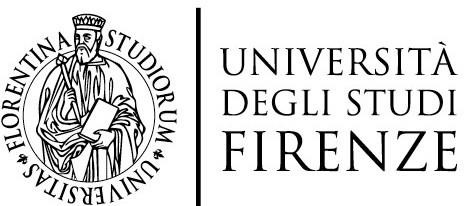 FLORENTINA STUDIORUM UNIVERSITAS
UNIVERSITÀ
DEGLI STUDI
FIRENZE